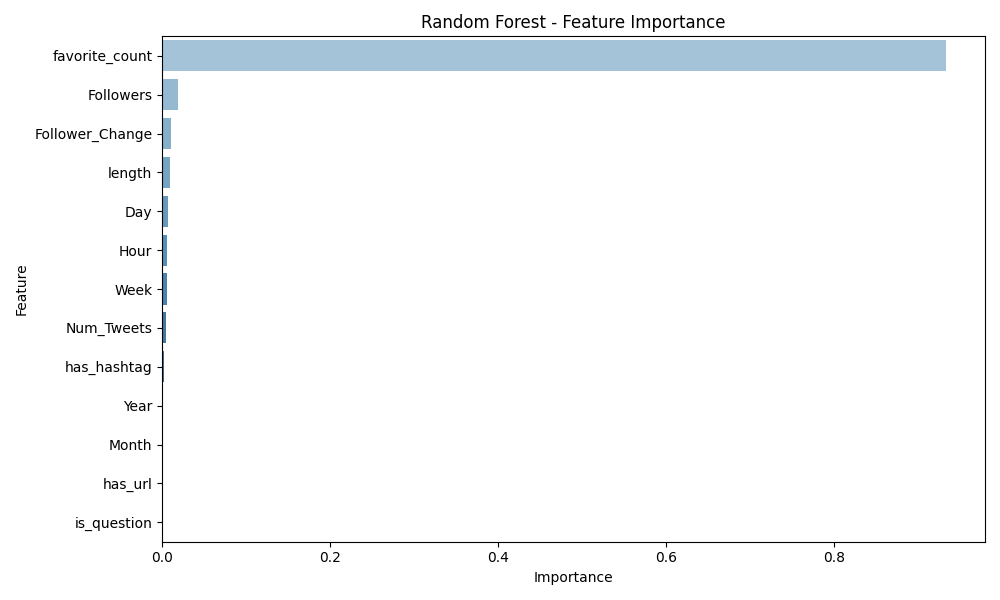 Random Forest - Feature Importance
favorite_count
Followers
Follower_Change
length
Day
Hour
Week
Num_Tweets
has_hashtag
Year
Month
has_url
is_question
Feature
0.0
0.2
0.4
0.6
0.8
Importance